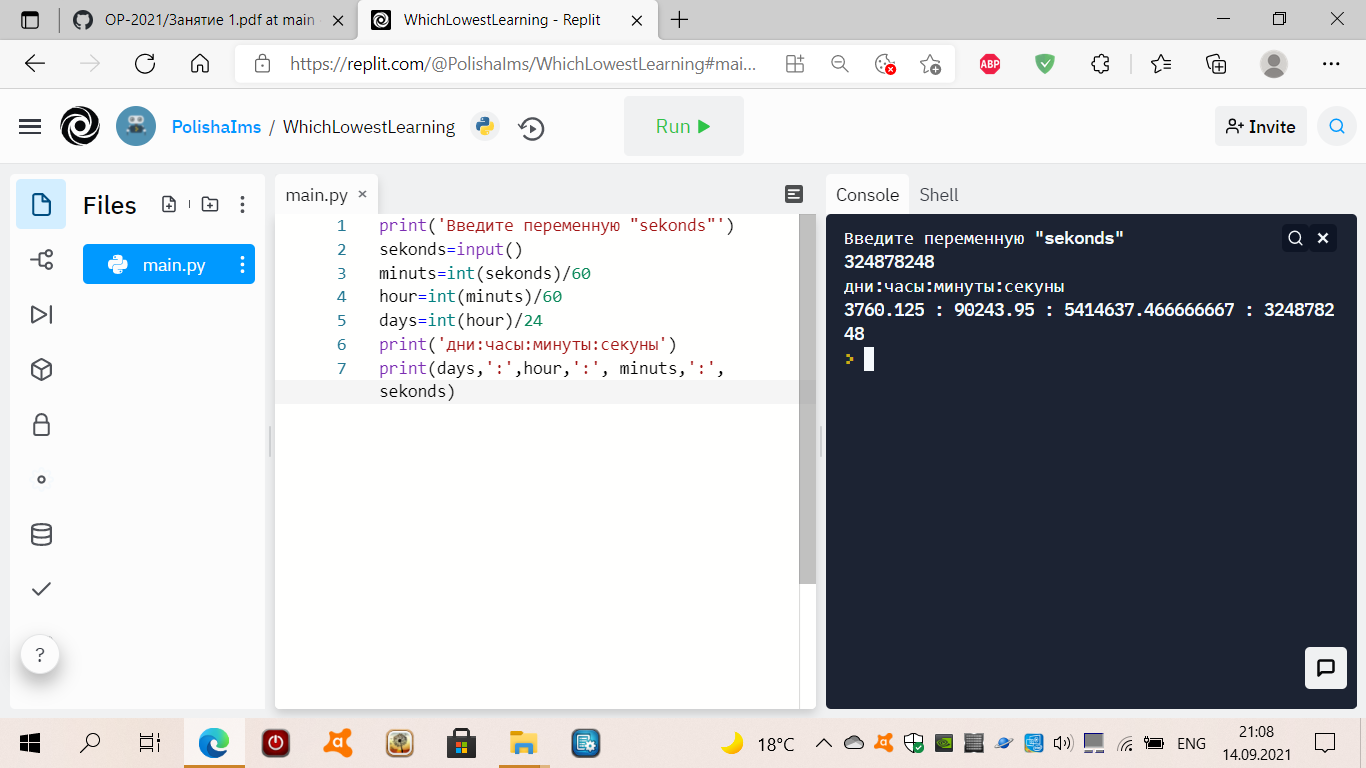 OP-2021/Занятие 1.pdf at main
WhichLowestLearning - Replit
https://replit.com/@PolishaIms/WhichLowestLearning#mai...
ABP
PolishaIms / WhichLowestLearning
Run
Invite
Files
main.py
main.py
Console
Shell
1 print('Введите переменную "sekonds"')
2 sekonds=input()
3 minuts=int(sekonds)/60
4 hour=int(minuts)/60
5 days=int(hour)/24
6 print('дни:часы:минуты:секуны')
7 print(days,':',hour,':', minuts,':',
sekonds)
Введите переменную "sekonds"
324878248
дни:часы:минуты:секуны
3760.125 : 90243.95 : 5414637.466666667 : 3248782
48
?
18°C
ENG
21:08
14.09.2021